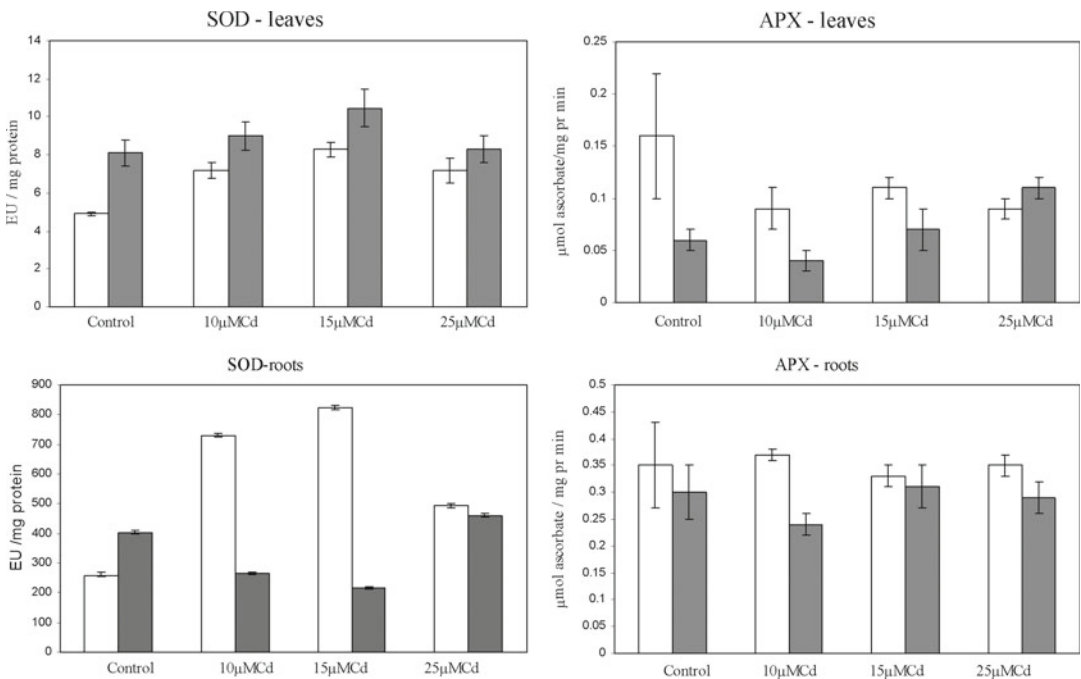 SOD - leaves
EU / mg protein
14
12
10
8
6
4
2
0
Control
10μMCd
15μMCd
25μMCd
APX - leaves
μmol ascorbate/mg pr min
0.25
0.2
0.15
0.1
0.05
0
Control
10μMCd
15μMCd
25μMCd
SOD-roots
EU /mg protein
900
800
700
600
500
400
300
200
100
0
Control
10μMCd
15μMCd
25μMCd
APX - roots
μmol ascorbate / mg pr min
0.5
0.45
0.4
0.35
0.3
0.25
0.2
0.15
0.1
0.05
0
Control
10μMCd
15μMCd
25μMCd